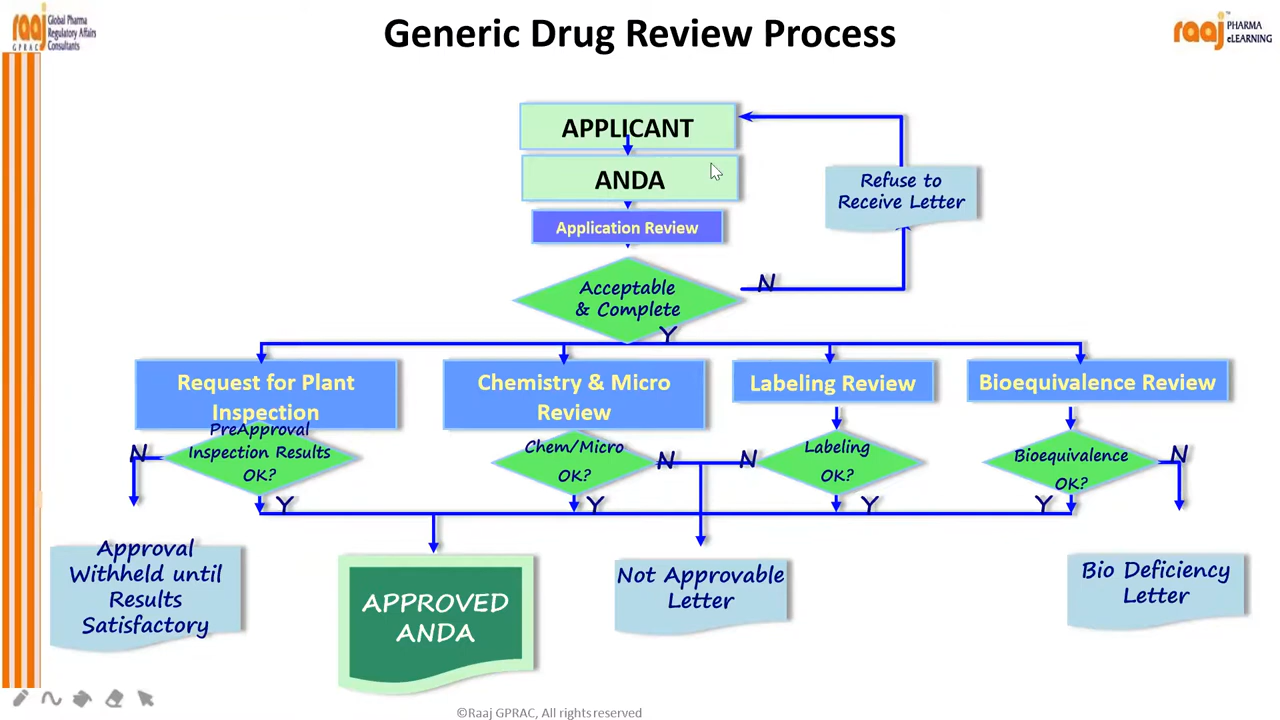 raaj
GPRAC
Global Pharma
Regulatory Affairs
Consultants
Generic Drug Review Process
raaj PHARMA
eLEARNING
APPLICANT
ANDA
Refuse to
Receive Letter
Application Review
Acceptable
& Complete
N
Y
Request for Plant
Inspection
Chemistry & Micro
Review
Labeling Review
Bioequivalence Review
PreApproval
Inspection Results
OK?
N
Y
Chem/Micro
OK?
N
Y
Labeling
OK?
N
Y
Bioequivalence
OK?
N
Y
Approval
Withheld until
Results
Satisfactory
APPROVED
ANDA
Not Approvable
Letter
Bio Deficiency
Letter
©Raaj GPRAC, All rights reserved